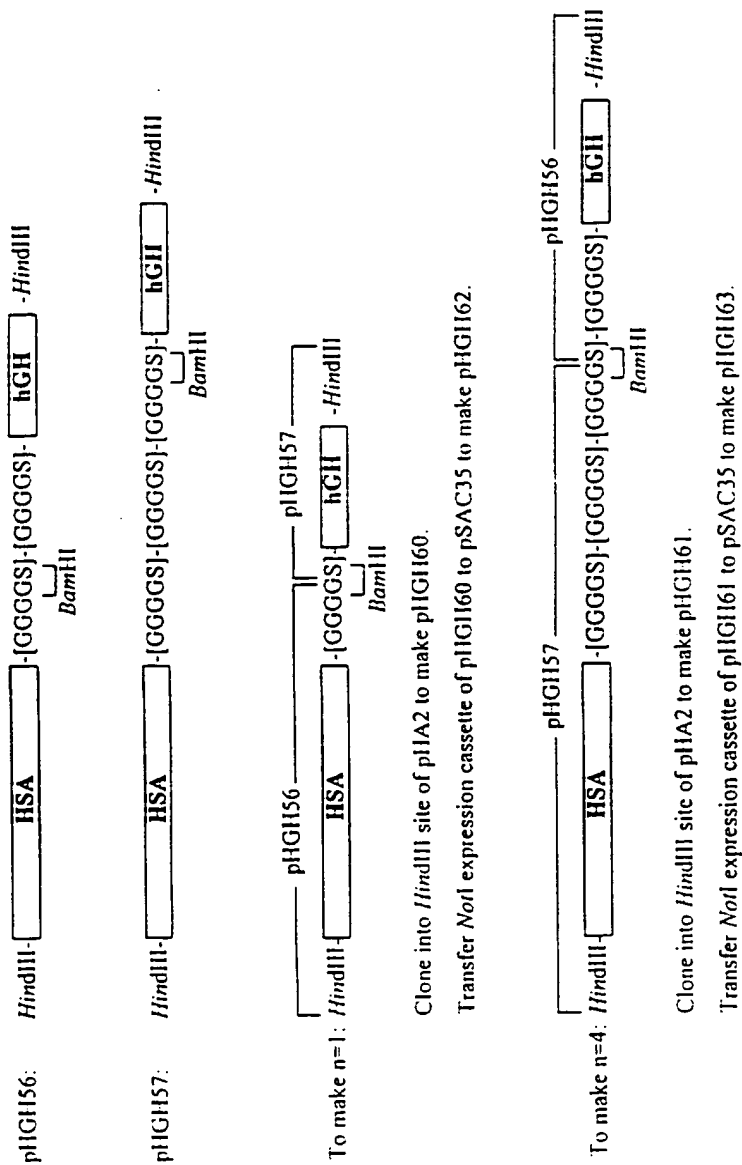 pHGH56: HindIII- HSA -[GGGGS]-[GGGGS]- hGH -HindIII
BamHI
pHGH57: HindIII- HSA -[GGGGS]-[GGGGS]-[GGGGS]- hGH -HindIII
BamHI
pHGH56 pHGH57
To make n=1: HindIII- HSA -[GGGGS]- hGH -HindIII
BamHI
Clone into HindIII site of pHA2 to make pHGH60.
Transfer NotI expression cassette of pHGH60 to pSAC35 to make pHGH62.
pHGH57 pHGH56
To make n=4: HindIII- HSA -[GGGGS]-[GGGGS]-[GGGGS]-[GGGGS]- hGH -HindIII
BamHI
Clone into HindIII site of pHA2 to make pHGH61.
Transfer NotI expression cassette of pHGH61 to pSAC35 to make pHGH63.